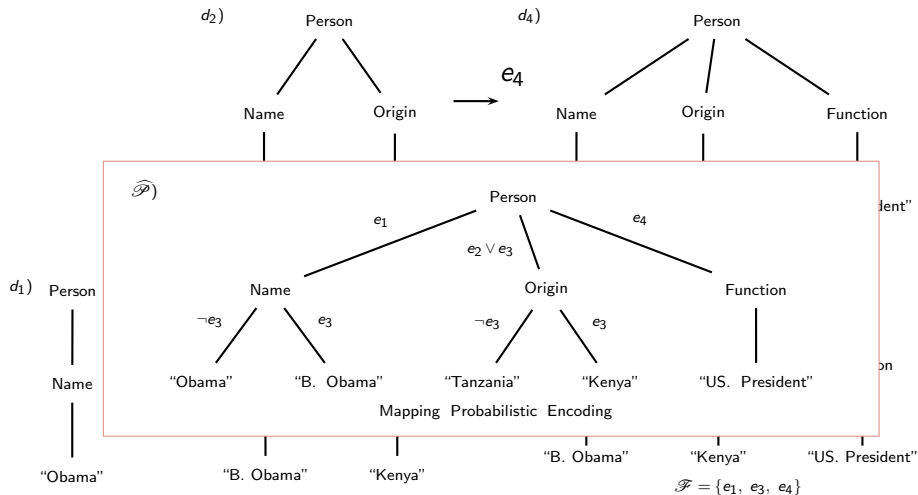 d₂) Person d₄) Person
e₄
Name Origin Name Origin Function
𝒫̂)
Person
dent”
e₁ e₂ ∨ e₃ e₄
d₁) Person
Name Origin Function
¬e₃ e₃ ¬e₃ e₃
on
Name
“Obama” “B. Obama” “Tanzania” “Kenya” “US. President”
Mapping Probabilistic Encoding
“Obama” “B. Obama” “Kenya” “B. Obama” “Kenya” “US. President”
ℱ = {e₁, e₃, e₄}